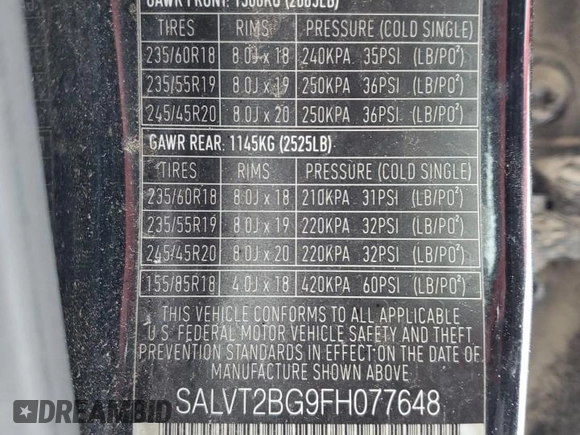 GAWR FRONT: 1360KG (2685LB)
TIRES RIMS PRESSURE (COLD SINGLE)
235/60R18 8.0J x 18 240KPA 35PSI (LB/PO²)
235/55R19 8.0J x 19 250KPA 36PSI (LB/PO²)
245/45R20 8.0J x 20 250KPA 36PSI (LB/PO²)
GAWR REAR: 1145KG (2525LB)
TIRES RIMS PRESSURE (COLD SINGLE)
235/60R18 8.0J x 18 210KPA 31PSI (LB/PO²)
235/55R19 8.0J x 19 220KPA 32PSI (LB/PO²)
245/45R20 8.0J x 20 220KPA 32PSI (LB/PO²)
155/85R18 4.0J x 18 420KPA 60PSI (LB/PO²)
THIS VEHICLE CONFORMS TO ALL APPLICABLE
U.S. FEDERAL MOTOR VEHICLE SAFETY AND THEFT
PREVENTION STANDARDS IN EFFECT ON THE DATE OF
MANUFACTURE SHOWN ABOVE.
SALVT2BG9FH077648